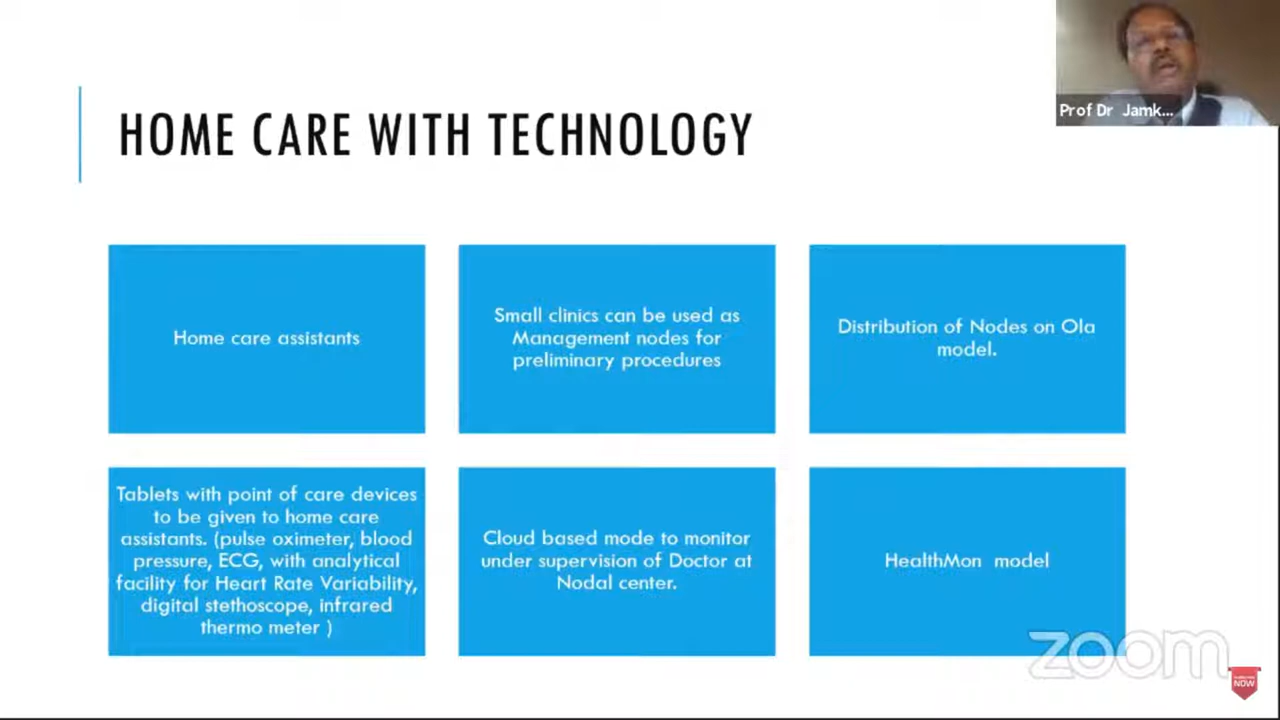 Prof Dr Jamk...
HOME CARE WITH TECHNOLOGY
Home care assistants
Small clinics can be used as
Management nodes for
preliminary procedures
Distribution of Nodes on Ola
model.
Tablets with point of care devices
to be given to home care
assistants. (pulse oximeter, blood
pressure, ECG, with analytical
facility for Heart Rate Variability,
digital stethoscope, infrared
thermo meter )
Cloud based mode to monitor
under supervision of Doctor at
Nodal center.
HealthMon model
zoom
NOW